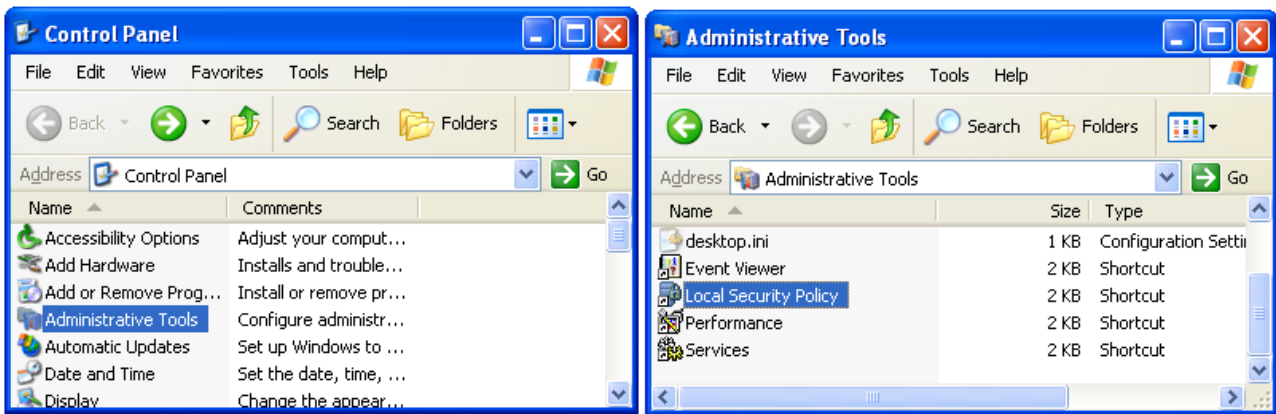 Control Panel
File Edit View Favorites Tools Help
Back Search Folders
Address Control Panel Go
Name Comments
Accessibility Options Adjust your comput...
Add Hardware Installs and trouble...
Add or Remove Prog... Install or remove pr...
Administrative Tools Configure administr...
Automatic Updates Set up Windows to ...
Date and Time Set the date, time, ...
Display Change the appear...
Administrative Tools
File Edit View Favorites Tools Help
Back Search Folders
Address Administrative Tools Go
Name Size Type
desktop.ini 1 KB Configuration Settin
Event Viewer 2 KB Shortcut
Local Security Policy 2 KB Shortcut
Performance 2 KB Shortcut
Services 2 KB Shortcut